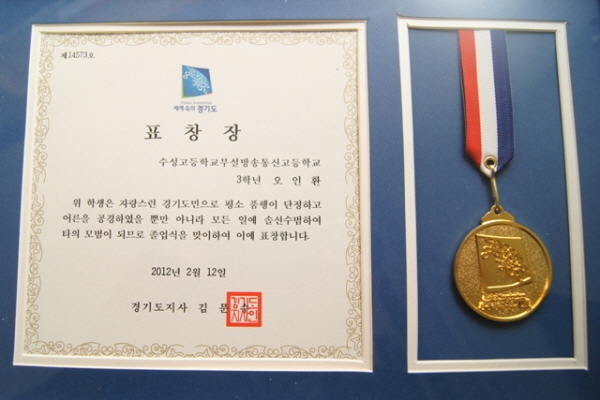 제14573호
세계속의 경기도
표 창 장
수성고등학교부설방송통신고등학교
3학년 오 인 환
위 학생은 자랑스런 경기도민으로 평소 품행이 단정하고
어른을 공경하였을 뿐만 아니라 모든 일에 솔선수범하여
타의 모범이 되므로 졸업식을 맞이하여 이에 표창합니다.
2012년 2월 12일
경기도지사 김 문 수